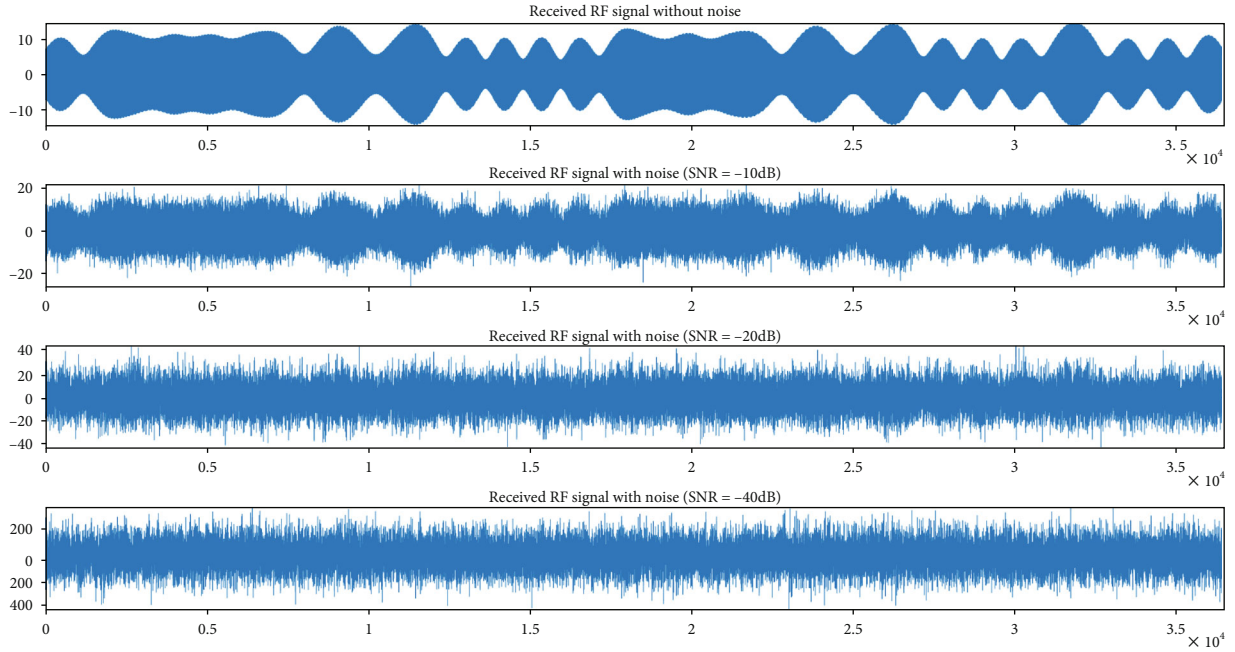 Received RF signal without noise
10
0
−10
0 0.5 1 1.5 2 2.5 3 3.5
× 10⁴
Received RF signal with noise (SNR = −10dB)
20
0
−20
0 0.5 1 1.5 2 2.5 3 3.5
× 10⁴
Received RF signal with noise (SNR = −20dB)
40
20
0
−20
−40
0 0.5 1 1.5 2 2.5 3 3.5
× 10⁴
Received RF signal with noise (SNR = −40dB)
200
0
200
400
0 0.5 1 1.5 2 2.5 3 3.5
× 10⁴